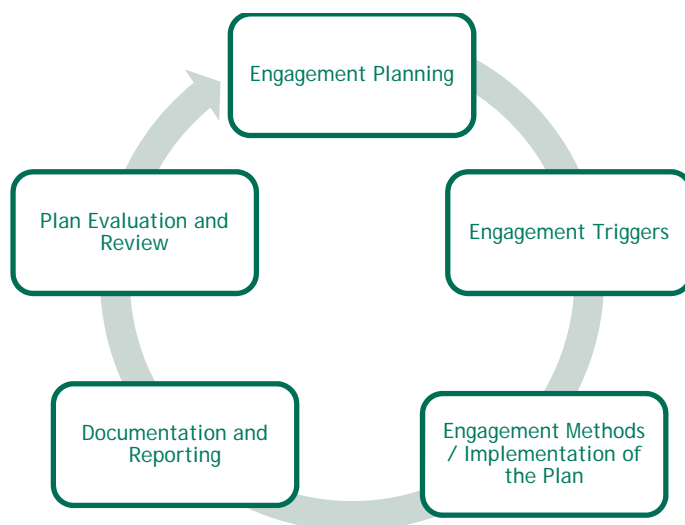 Engagement Planning
Engagement Triggers
Engagement Methods
/ Implementation of
the Plan
Documentation and
Reporting
Plan Evaluation and
Review